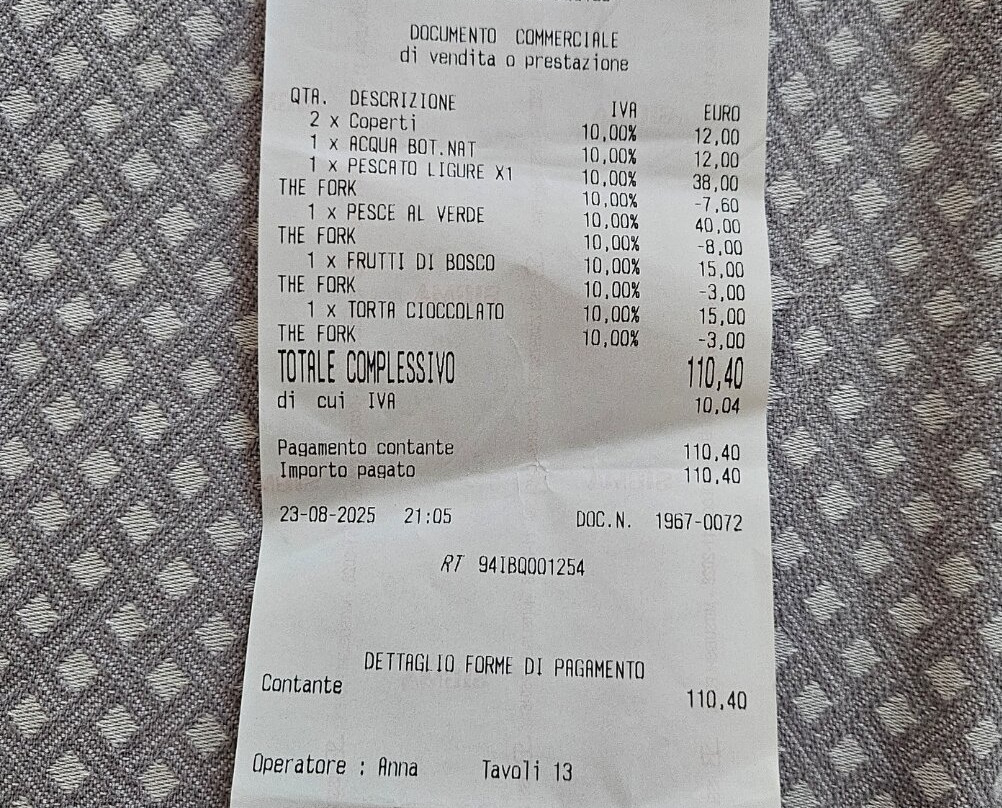 DOCUMENTO COMMERCIALE
di vendita o prestazione
QTA. DESCRIZIONE IVA EURO
2 x Coperti 10,00% 12,00
1 x ACQUA BOT.NAT 10,00% 12,00
1 x PESCATO LIGURE X1 10,00% 38,00
THE FORK 10,00% -7,60
1 x PESCE AL VERDE 10,00% 40,00
THE FORK 10,00% -8,00
1 x FRUTTI DI BOSCO 10,00% 15,00
THE FORK 10,00% -3,00
1 x TORTA CIOCCOLATO 10,00% 15,00
THE FORK 10,00% -3,00
TOTALE COMPLESSIVO 110,40
di cui IVA 10,04
Pagamento contante 110,40
Importo pagato 110,40
23-08-2025 21:05 DOC.N. 1967-0072
RT 94IBQ001254
DETTAGLIO FORME DI PAGAMENTO
Contante 110,40
Operatore : Anna Tavoli 13